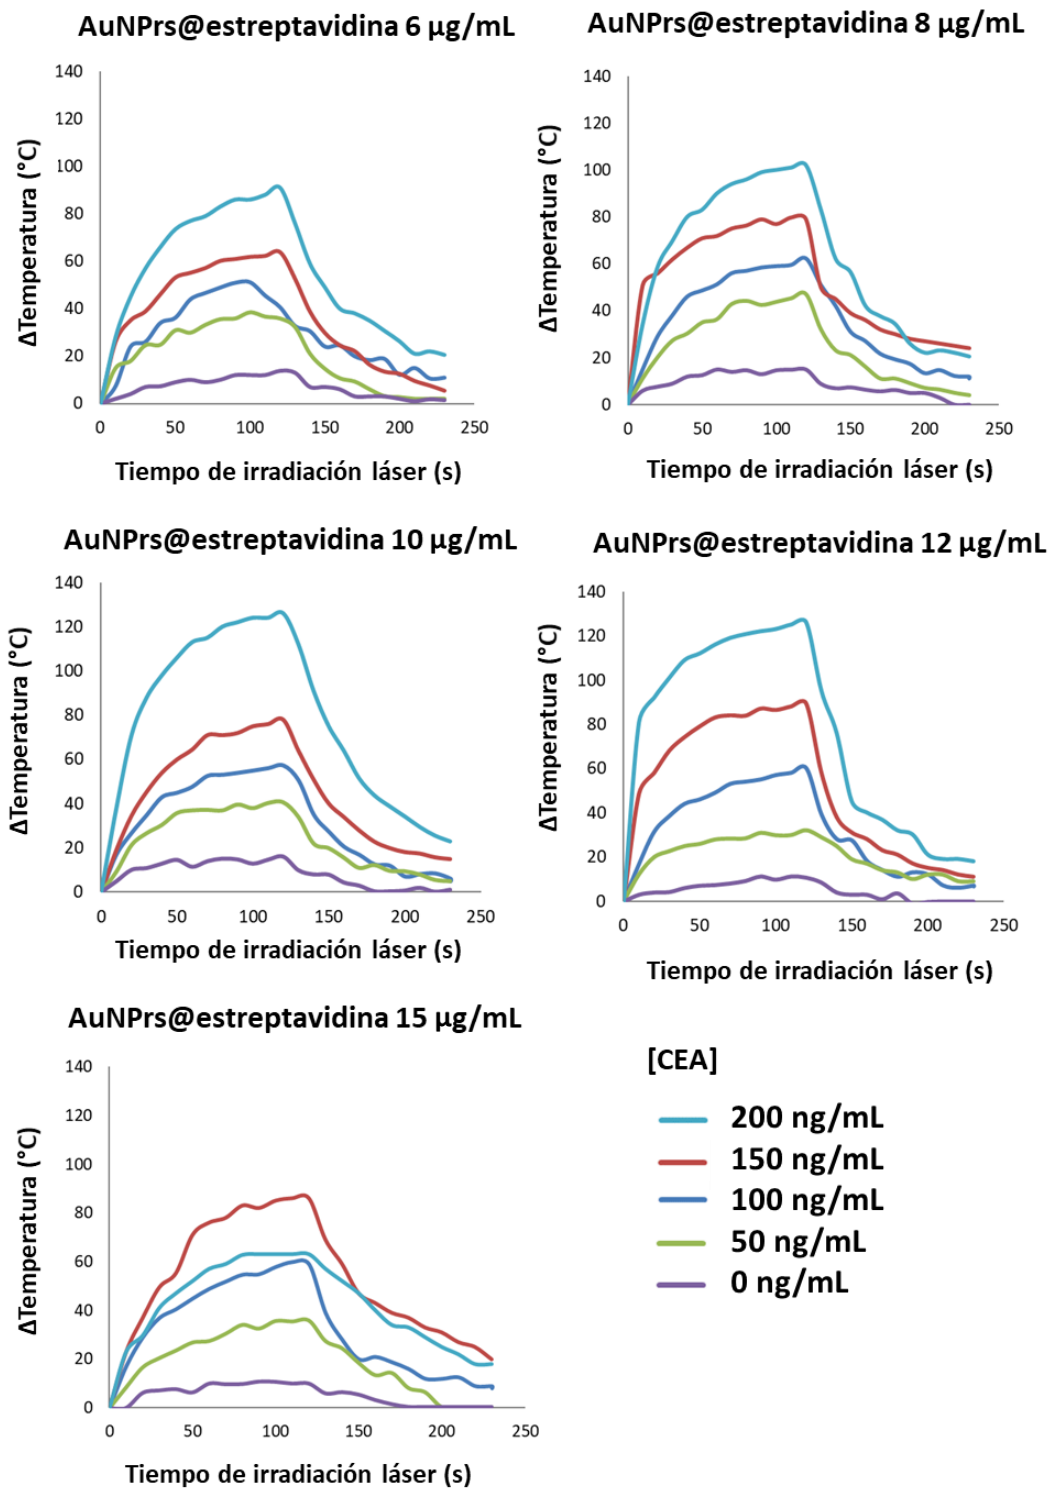 AuNPrs@estreptavidina 6 µg/mL
ΔTemperatura (°C)
140
120
100
80
60
40
20
0
0 50 100 150 200 250
Tiempo de irradiación láser (s)
AuNPrs@estreptavidina 8 µg/mL
ΔTemperatura (°C)
140
120
100
80
60
40
20
0
0 50 100 150 200 250
Tiempo de irradiación láser (s)
AuNPrs@estreptavidina 10 µg/mL
ΔTemperatura (°C)
140
120
100
80
60
40
20
0
0 50 100 150 200 250
Tiempo de irradiación láser (s)
AuNPrs@estreptavidina 12 µg/mL
ΔTemperatura (°C)
140
120
100
80
60
40
20
0
0 50 100 150 200 250
Tiempo de irradiación láser (s)
AuNPrs@estreptavidina 15 µg/mL
ΔTemperatura (°C)
140
120
100
80
60
40
20
0
0 50 100 150 200 250
Tiempo de irradiación láser (s)
[CEA]
200 ng/mL
150 ng/mL
100 ng/mL
50 ng/mL
0 ng/mL